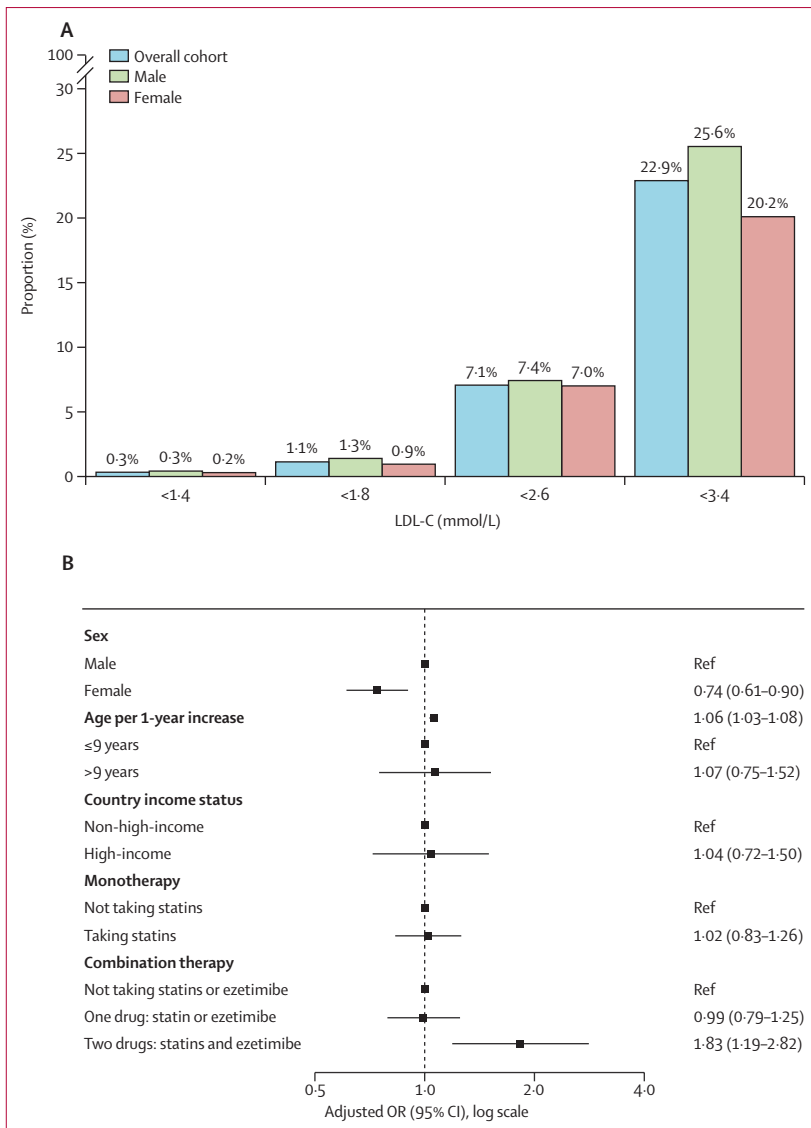 A
100
30
25
20
15
10
5
0
Proportion (%)
Overall cohort
Male
Female
0·3%
0·3%
0·2%
1·1%
1·3%
0·9%
7·1%
7·4%
7·0%
22·9%
25·6%
20·2%
<1·4
<1·8
<2·6
<3·4
LDL-C (mmol/L)
B
Sex
Male Ref
Female 0·74 (0·61–0·90)
Age per 1-year increase 1·06 (1·03–1·08)
≤9 years Ref
>9 years 1·07 (0·75–1·52)
Country income status
Non-high-income Ref
High-income 1·04 (0·72–1·50)
Monotherapy
Not taking statins Ref
Taking statins 1·02 (0·83–1·26)
Combination therapy
Not taking statins or ezetimibe Ref
One drug: statin or ezetimibe 0·99 (0·79–1·25)
Two drugs: statins and ezetimibe 1·83 (1·19–2·82)
0·5 1·0 2·0 4·0
Adjusted OR (95% CI), log scale